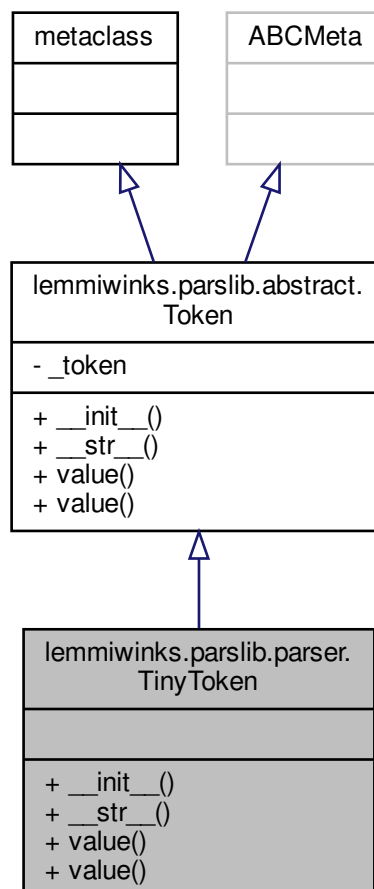 metaclass
ABCMeta
lemmiwinks.parslib.abstract.
Token
- _token
+ __init__()
+ __str__()
+ value()
+ value()
lemmiwinks.parslib.parser.
TinyToken
+ __init__()
+ __str__()
+ value()
+ value()